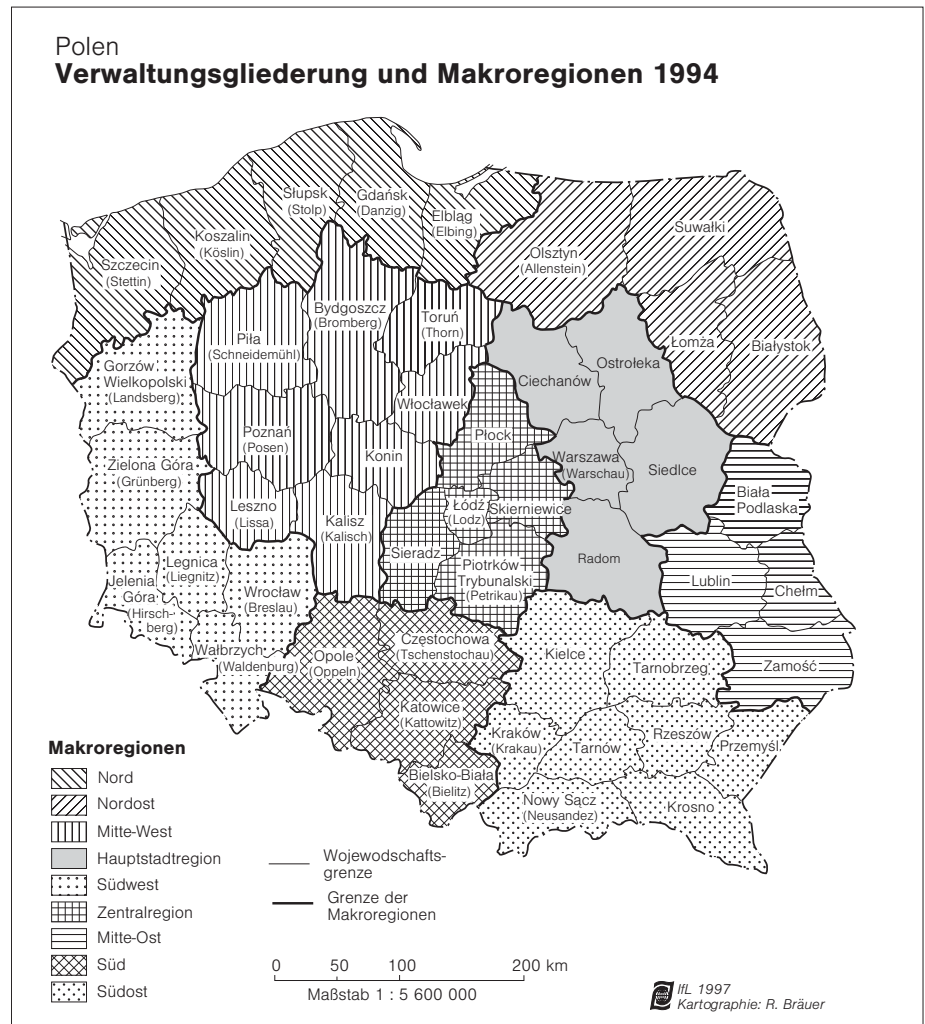 Polen
Verwaltungsgliederung und Makroregionen 1994
Słupsk
(Stolp)
Gdańsk
(Danzig)
Elbląg
(Elbing)
Koszalin
(Köslin)
Szczecin
(Stettin)
Olsztyn
(Allenstein)
Suwałki
Bydgoszcz
(Bromberg)
Toruń
(Thorn)
Piła
(Schneidemühl)
Łomża
Białystok
Ostrołeka
Ciechanów
Gorzów
Wielkopolski
(Landsberg)
Włocławek
Płock
Poznań
(Posen)
Konin
Warszawa
(Warschau)
Siedlce
Zielona Góra
(Grünberg)
Biała
Podlaska
Leszno
(Lissa)
Kalisz
(Kalisch)
Łódź
(Lodz)
Skierniewice
Sieradz
Radom
Piotrków
Trybunalski
(Petrikau)
Legnica
(Liegnitz)
Jelenia
Góra
(Hirsch-
berg)
Wrocław
(Breslau)
Lublin
Chełm
Wałbrzych
(Waldenburg)
Opole
(Oppeln)
Czestochowa
(Tschenstochau)
Kielce
Tarnobrzeg
Zamość
Katowice
(Kattowitz)
Kraków
(Krakau)
Tarnów
Rzeszów
Przemyśl
Bielsko-Biała
(Bielitz)
Nowy Sącz
(Neusandez)
Krosno
Makroregionen
Nord
Nordost
Mitte-West
Hauptstadtregion
Südwest
Zentralregion
Mitte-Ost
Süd
Südost
Wojewodschafts-
grenze
Grenze der
Makroregionen
0 50 100 200 km
Maßstab 1 : 5 600 000
IfL 1997
Kartographie: R. Bräuer